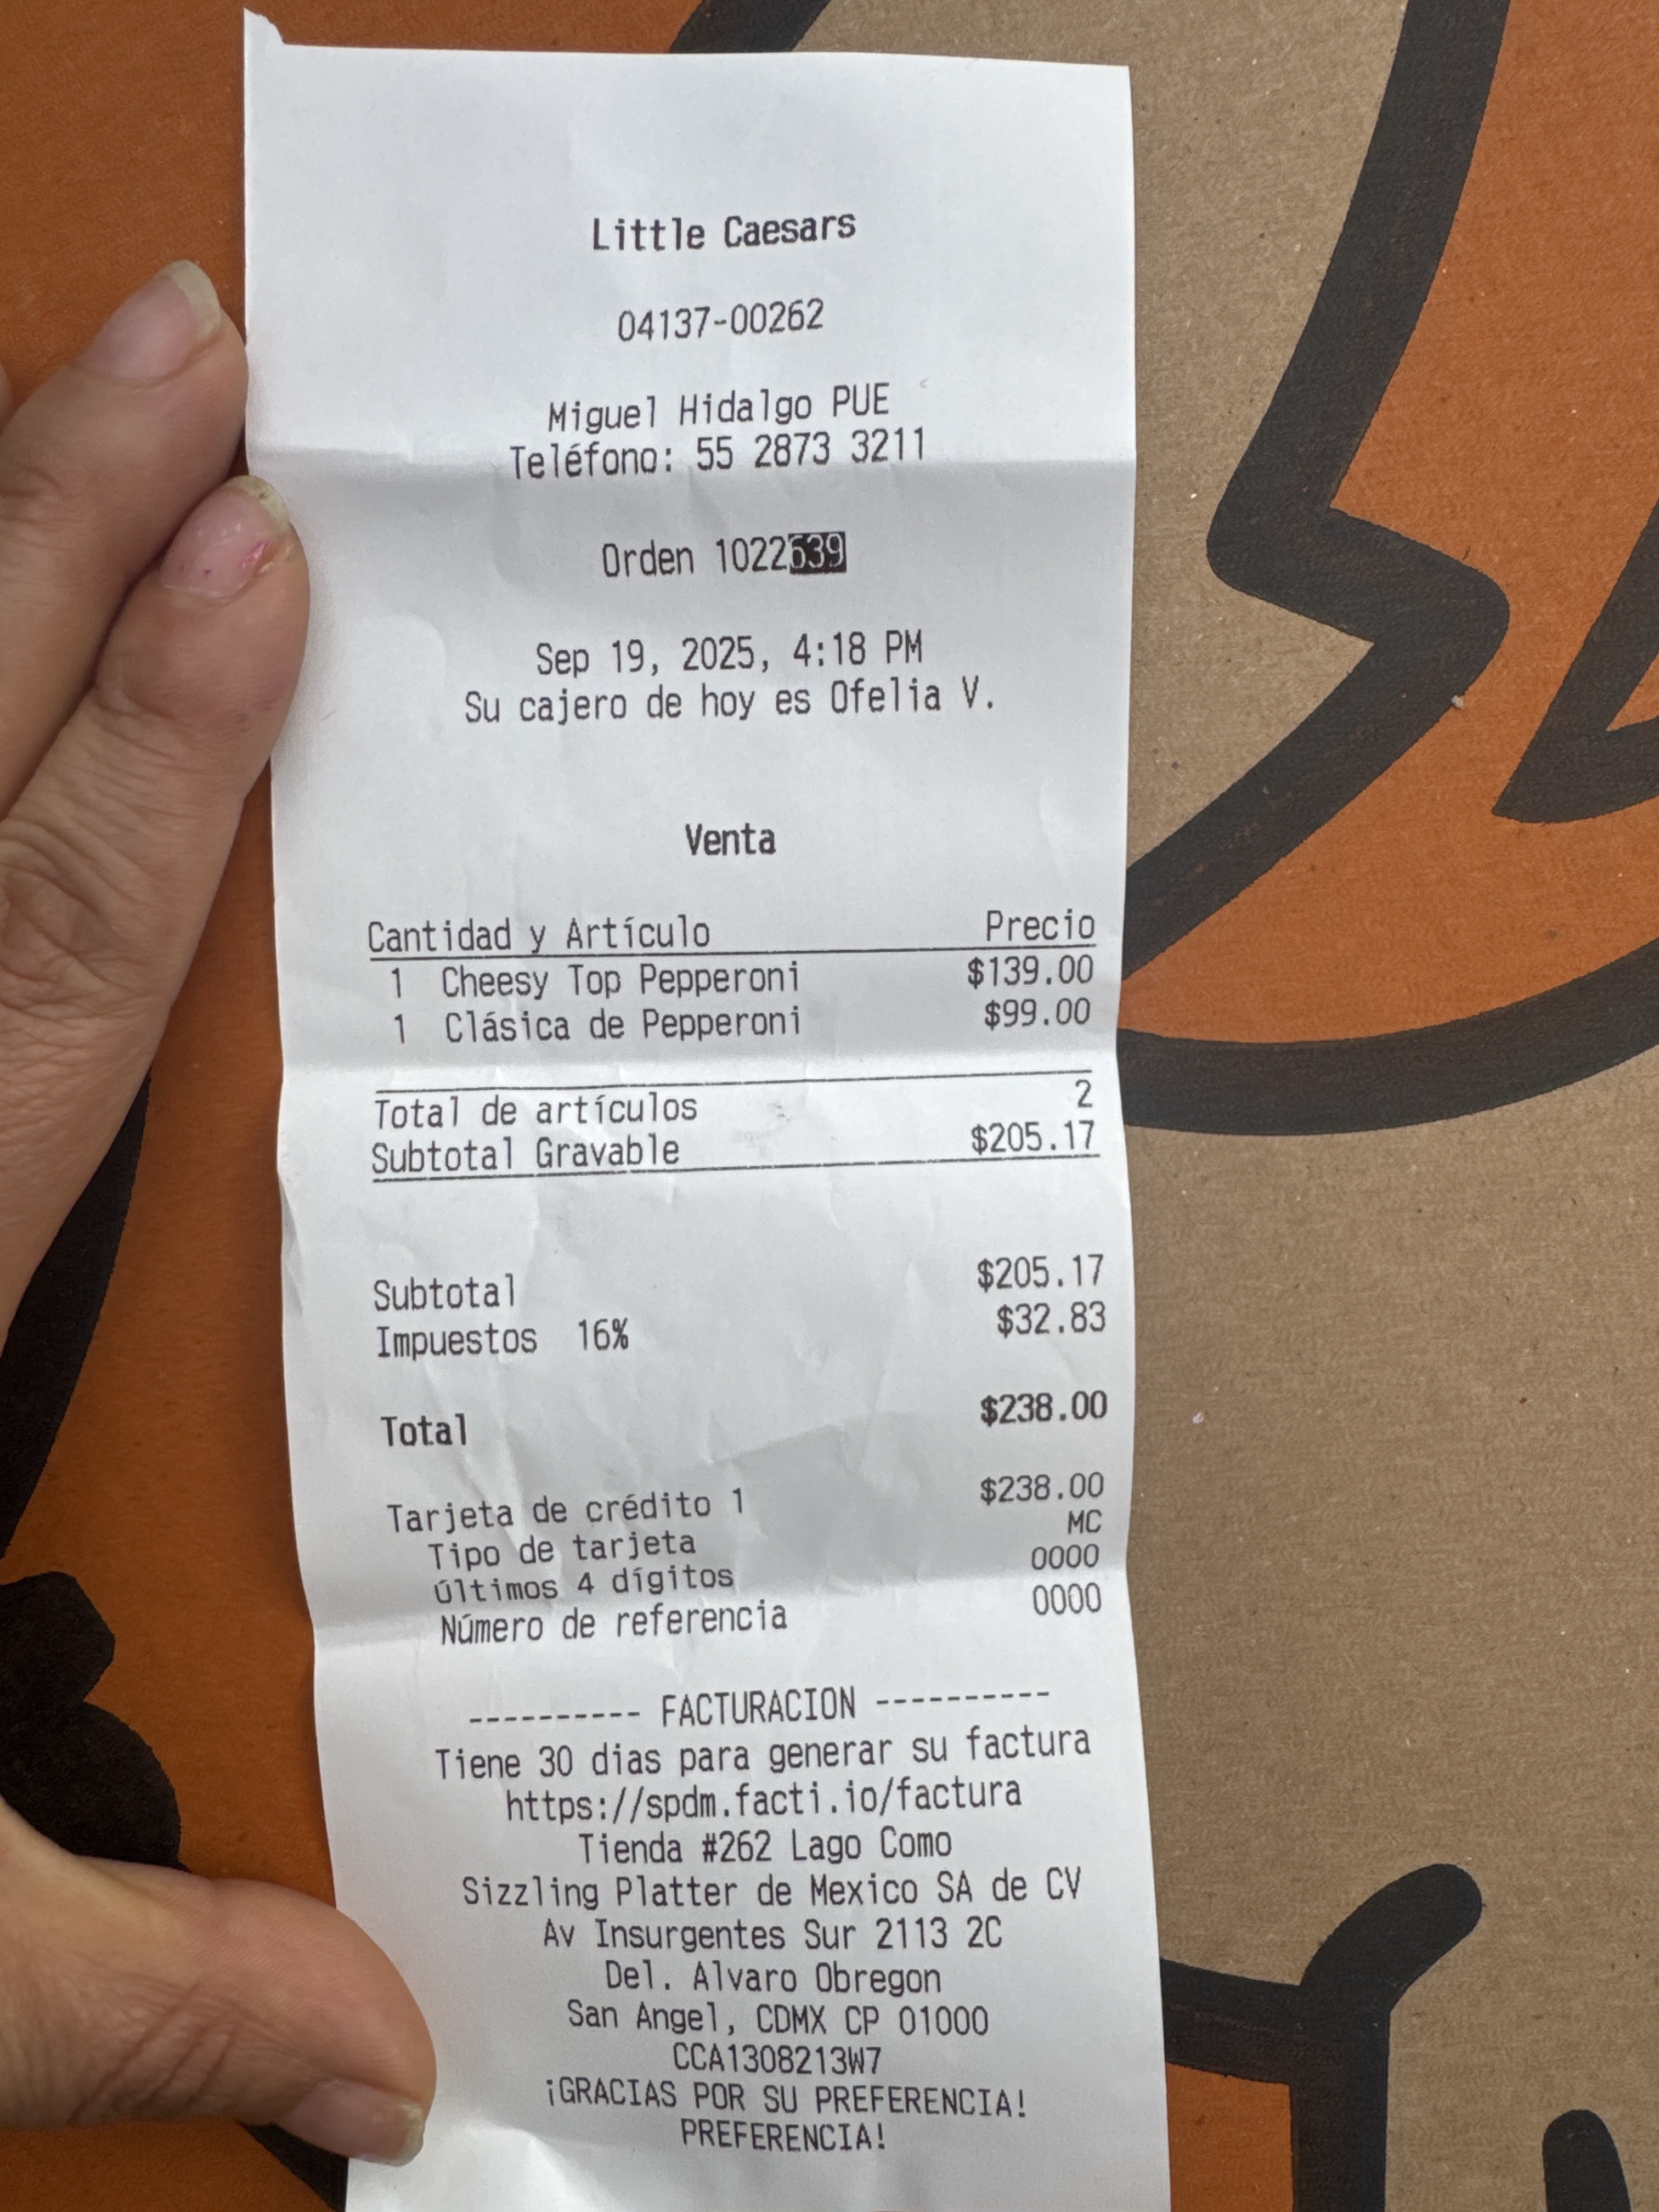 Little Caesars
04137-00262
Miguel Hidalgo PUE
Teléfono: 55 2873 3211
Orden 1022639
Sep 19, 2025, 4:18 PM
Su cajero de hoy es Ofelia V.
Venta
Cantidad y Artículo Precio
1 Cheesy Top Pepperoni $139.00
1 Clásica de Pepperoni $99.00
Total de artículos 2
Subtotal Gravable $205.17
Subtotal $205.17
Impuestos 16% $32.83
Total $238.00
Tarjeta de crédito 1 $238.00
Tipo de tarjeta MC
Últimos 4 dígitos 0000
Número de referencia 0000
---------- FACTURACION ----------
Tiene 30 dias para generar su factura
https://spdm.facti.io/factura
Tienda #262 Lago Como
Sizzling Platter de Mexico SA de CV
Av Insurgentes Sur 2113 2C
Del. Alvaro Obregon
San Angel, CDMX CP 01000
CCA1308213W7
¡GRACIAS POR SU PREFERENCIA!
PREFERENCIA!